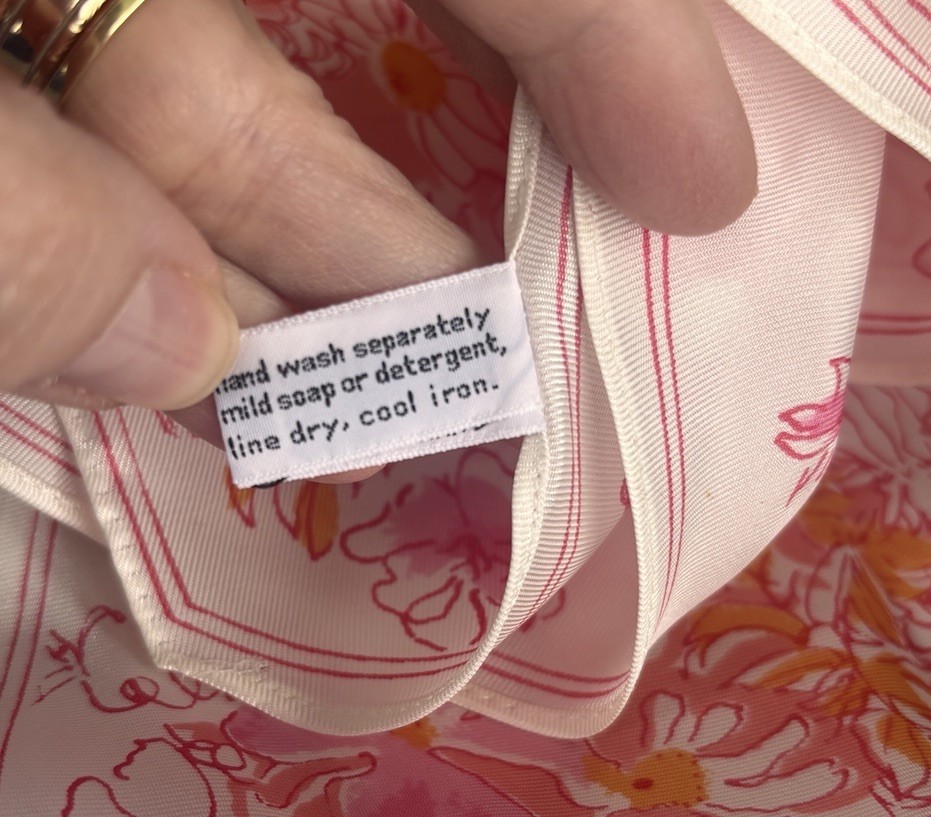 hand wash separately
mild soap or detergent,
line dry, cool iron.